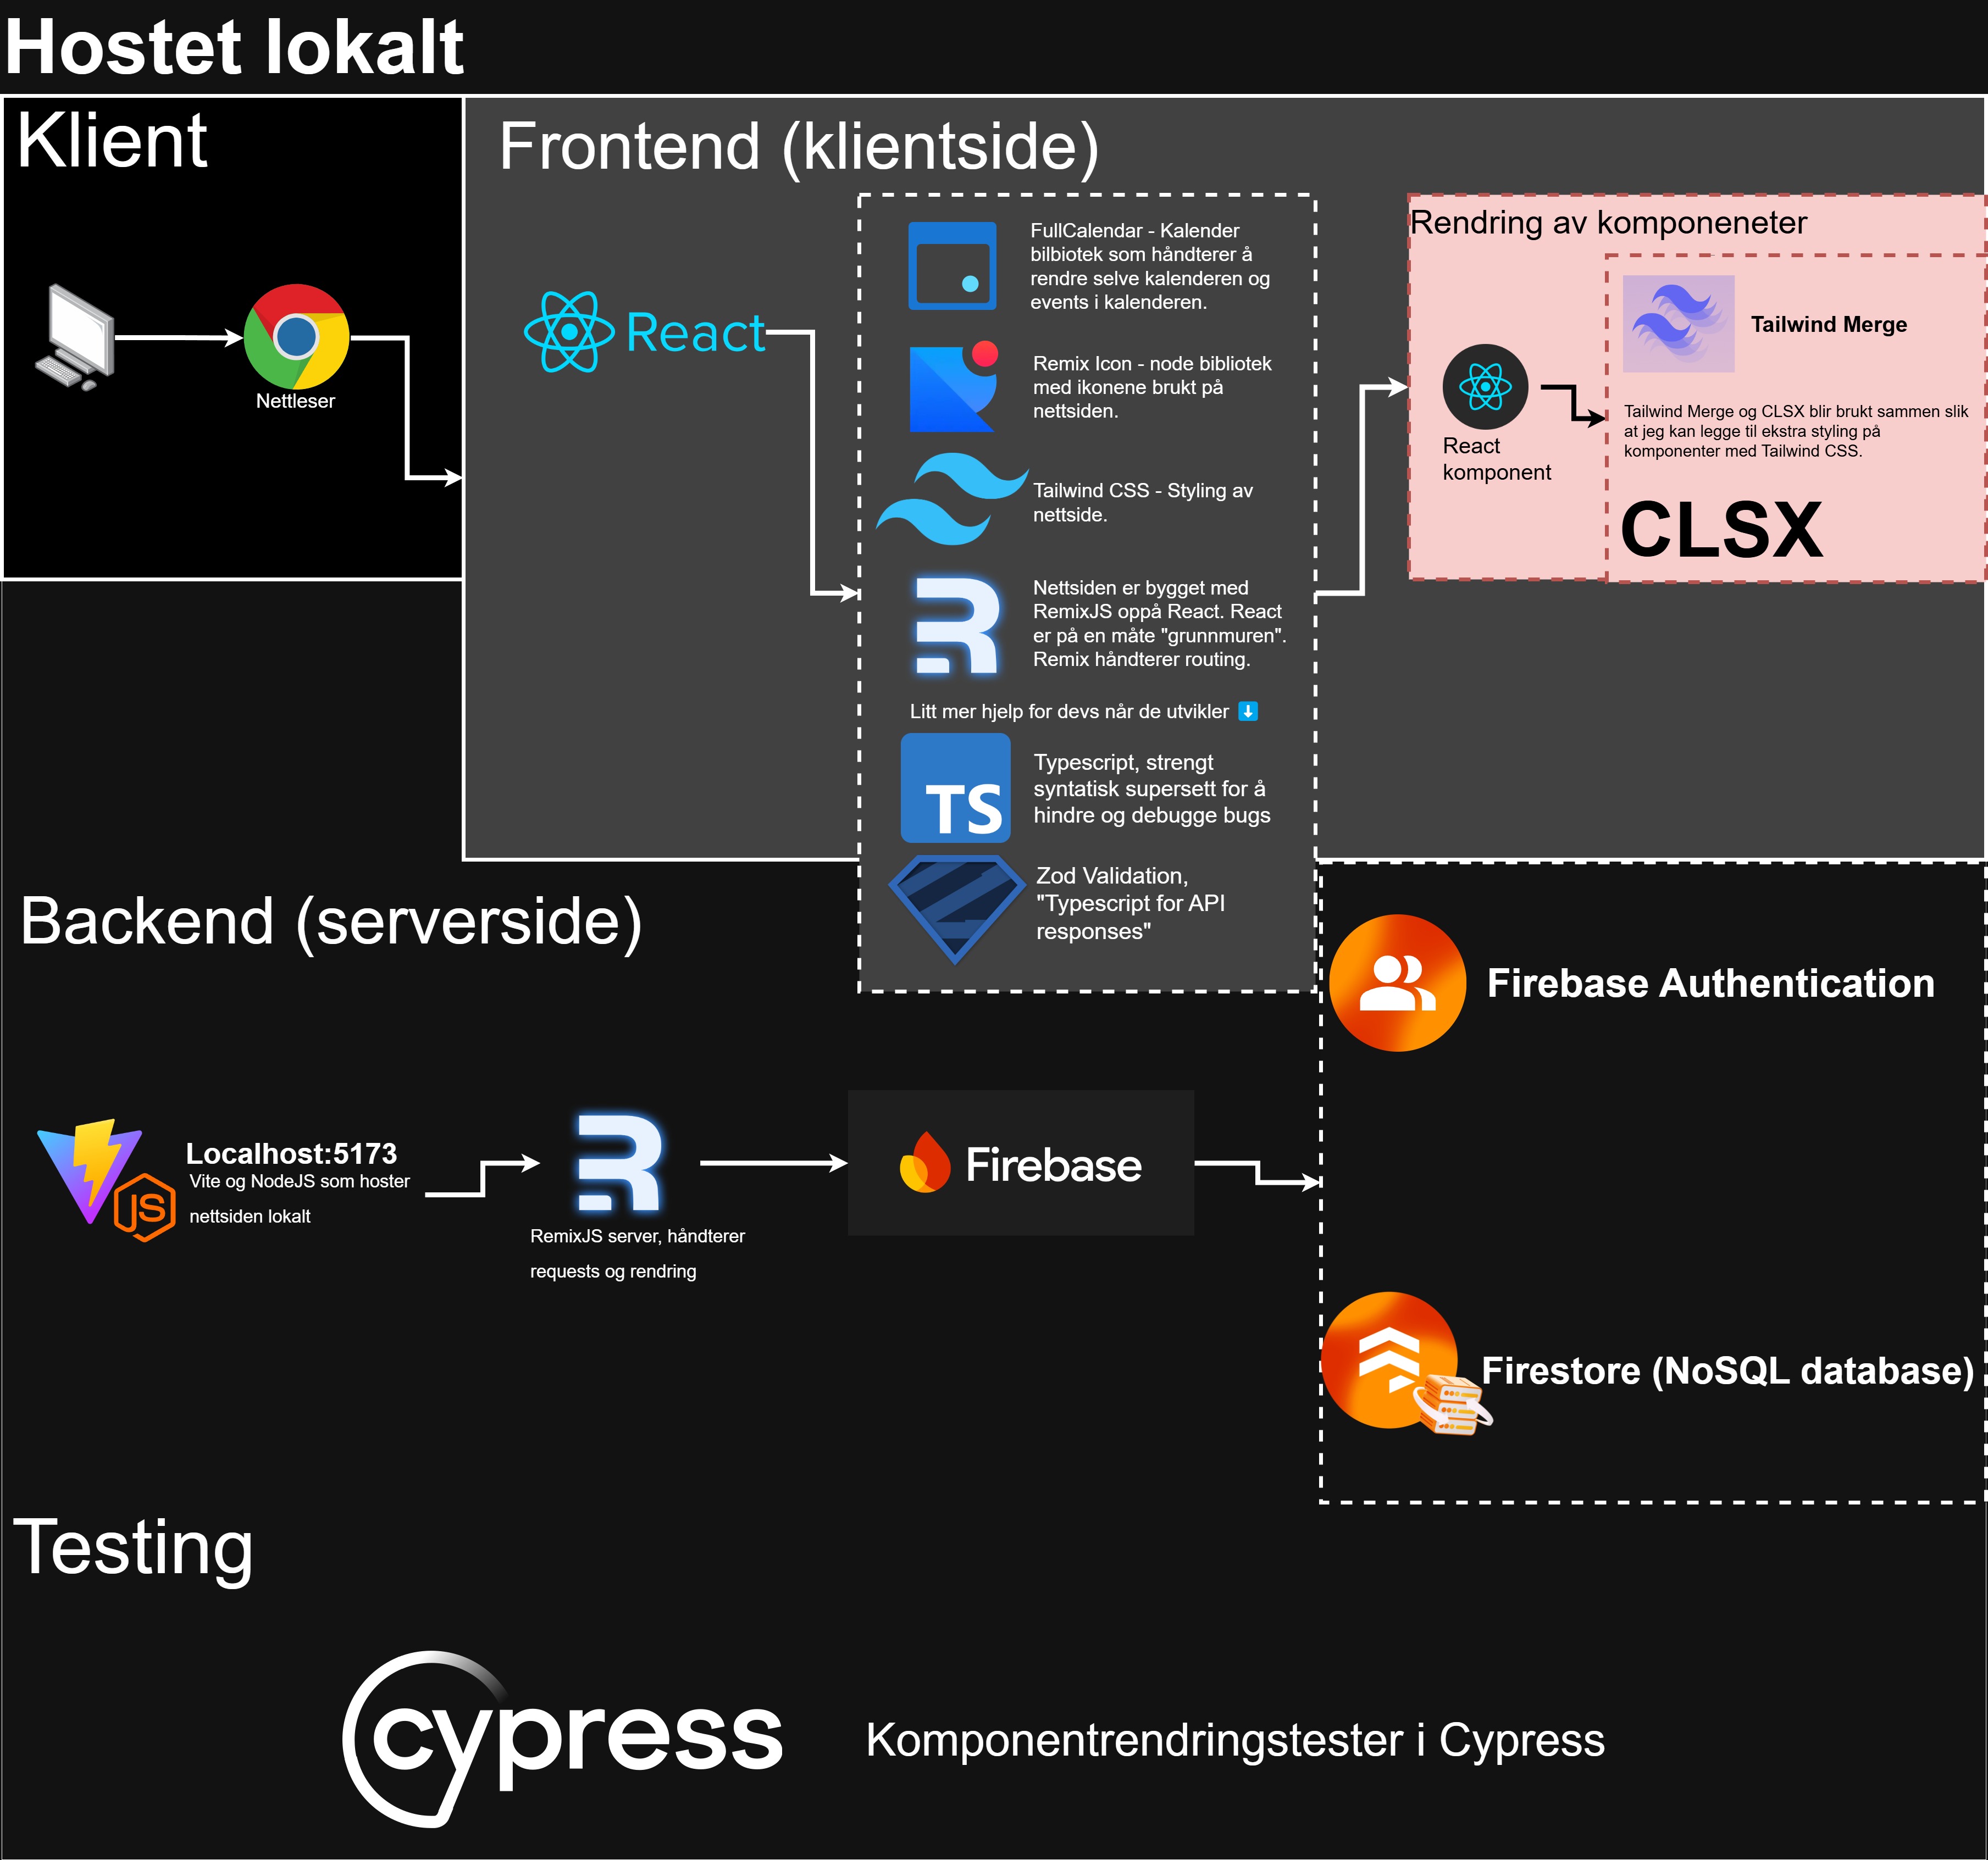 Hostet lokalt
Klient
Nettleser
Frontend (klientside)
React
FullCalendar - Kalender
bilbiotek som håndterer å
rendre selve kalenderen og
events i kalenderen.
Remix Icon - node bibliotek
med ikonene brukt på
nettsiden.
Tailwind CSS - Styling av
nettside.
Nettsiden er bygget med
RemixJS oppå React. React
er på en måte "grunnmuren".
Remix håndterer routing.
Litt mer hjelp for devs når de utvikler ⬇
TS
Typescript, strengt
syntatisk supersett for å
hindre og debugge bugs
Zod Validation,
"Typescript for API
responses"
Rendring av komponeneter
React
komponent
Tailwind Merge
Tailwind Merge og CLSX blir brukt sammen slik
at jeg kan legge til ekstra styling på
komponenter med Tailwind CSS.
CLSX
Backend (serverside)
JS
Localhost:5173
Vite og NodeJS som hoster
nettsiden lokalt
RemixJS server, håndterer
requests og rendring
Firebase
Firebase Authentication
Firestore (NoSQL database)
Testing
cypress
Komponentrendringstester i Cypress